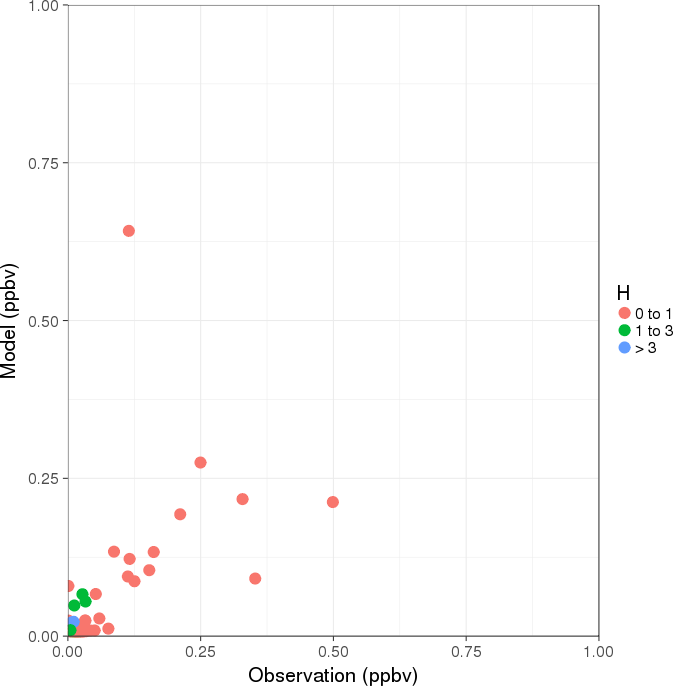 1.00
0.75
0.50
0.25
0.00
Model (ppbv)
0.00 0.25 0.50 0.75 1.00
Observation (ppbv)
H
0 to 1
1 to 3
> 3